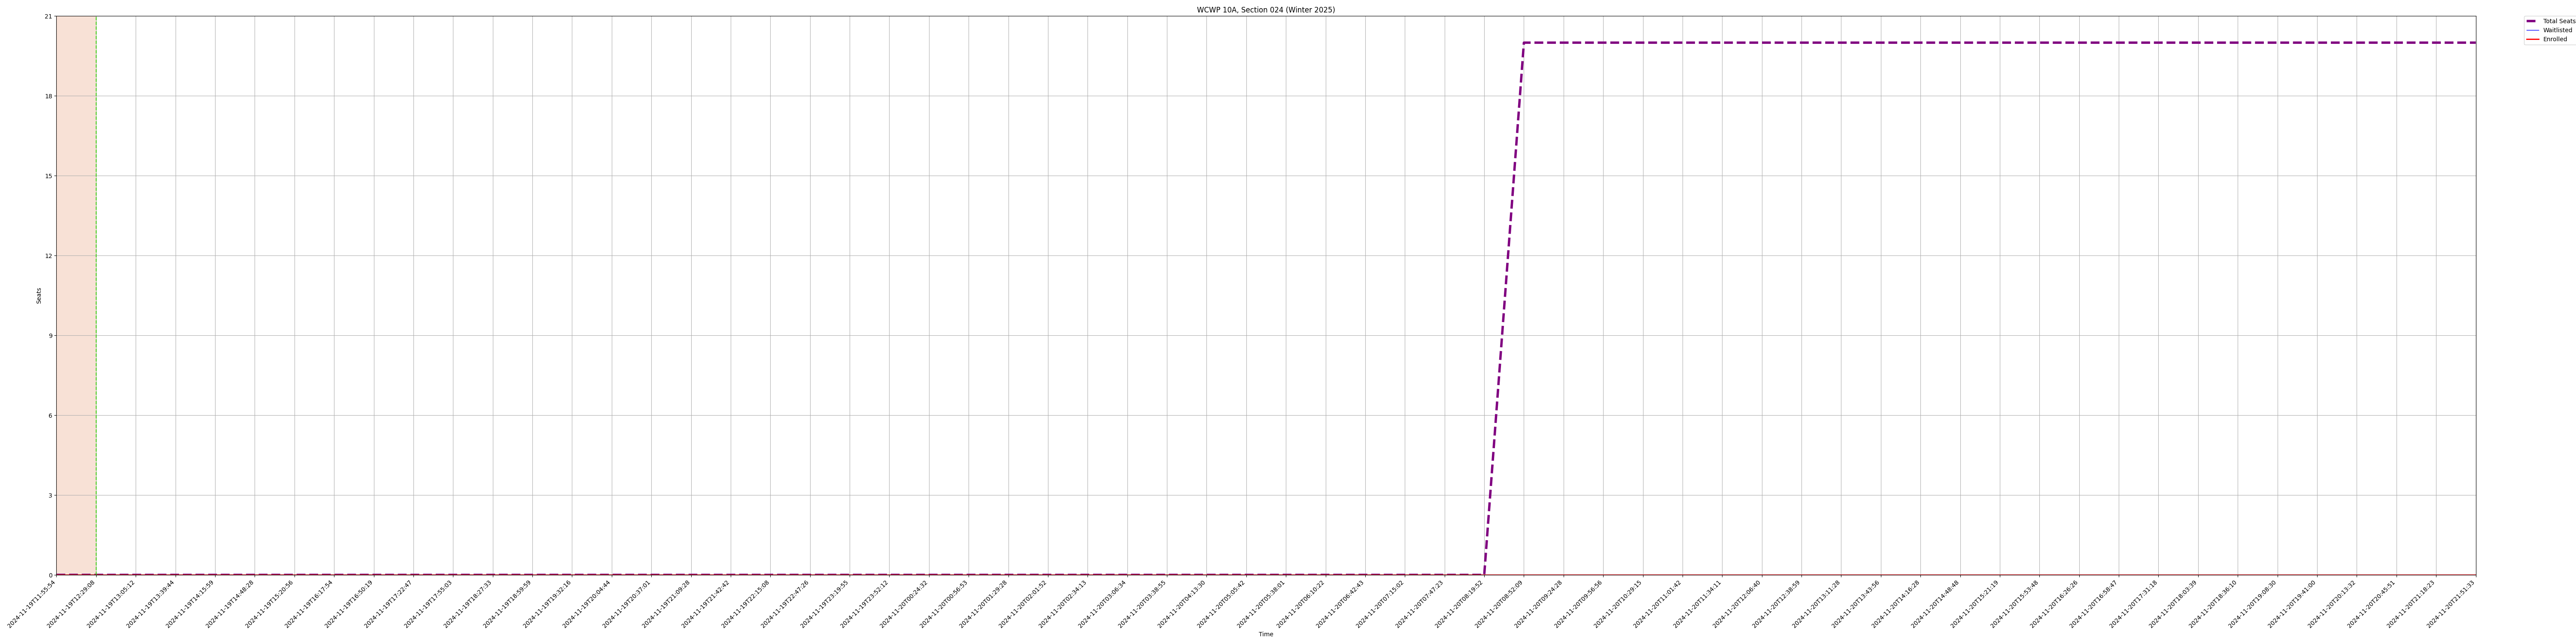 WCWP 10A, Section 024 (Winter 2025)
Total Seats
Waitlisted
Enrolled
21
18
15
12
9
6
3
0
Seats
2024-11-19T11:55:54
2024-11-19T12:29:08
2024-11-19T13:05:12
2024-11-19T13:39:44
2024-11-19T14:15:59
2024-11-19T14:48:28
2024-11-19T15:20:56
2024-11-19T16:17:54
2024-11-19T16:50:19
2024-11-19T17:22:47
2024-11-19T17:55:03
2024-11-19T18:27:33
2024-11-19T18:59:59
2024-11-19T19:32:16
2024-11-19T20:04:44
2024-11-19T20:37:01
2024-11-19T21:09:28
2024-11-19T21:42:42
2024-11-19T22:15:08
2024-11-19T22:47:26
2024-11-19T23:19:55
2024-11-19T23:52:12
2024-11-20T00:24:32
2024-11-20T00:56:53
2024-11-20T01:29:28
2024-11-20T02:01:52
2024-11-20T02:34:13
2024-11-20T03:06:34
2024-11-20T03:38:55
2024-11-20T04:13:30
2024-11-20T05:05:42
2024-11-20T05:38:01
2024-11-20T06:10:22
2024-11-20T06:42:43
2024-11-20T07:15:02
2024-11-20T07:47:23
2024-11-20T08:19:52
2024-11-20T08:52:09
2024-11-20T09:24:28
2024-11-20T09:56:56
2024-11-20T10:29:15
2024-11-20T11:01:42
2024-11-20T11:34:11
2024-11-20T12:06:40
2024-11-20T12:38:59
2024-11-20T13:11:28
2024-11-20T13:43:56
2024-11-20T14:16:28
2024-11-20T14:48:48
2024-11-20T15:21:19
2024-11-20T15:53:48
2024-11-20T16:26:26
2024-11-20T16:58:47
2024-11-20T17:31:18
2024-11-20T18:03:39
2024-11-20T18:36:10
2024-11-20T19:08:30
2024-11-20T19:41:00
2024-11-20T20:13:32
2024-11-20T20:45:51
2024-11-20T21:18:23
2024-11-20T21:51:33
Time